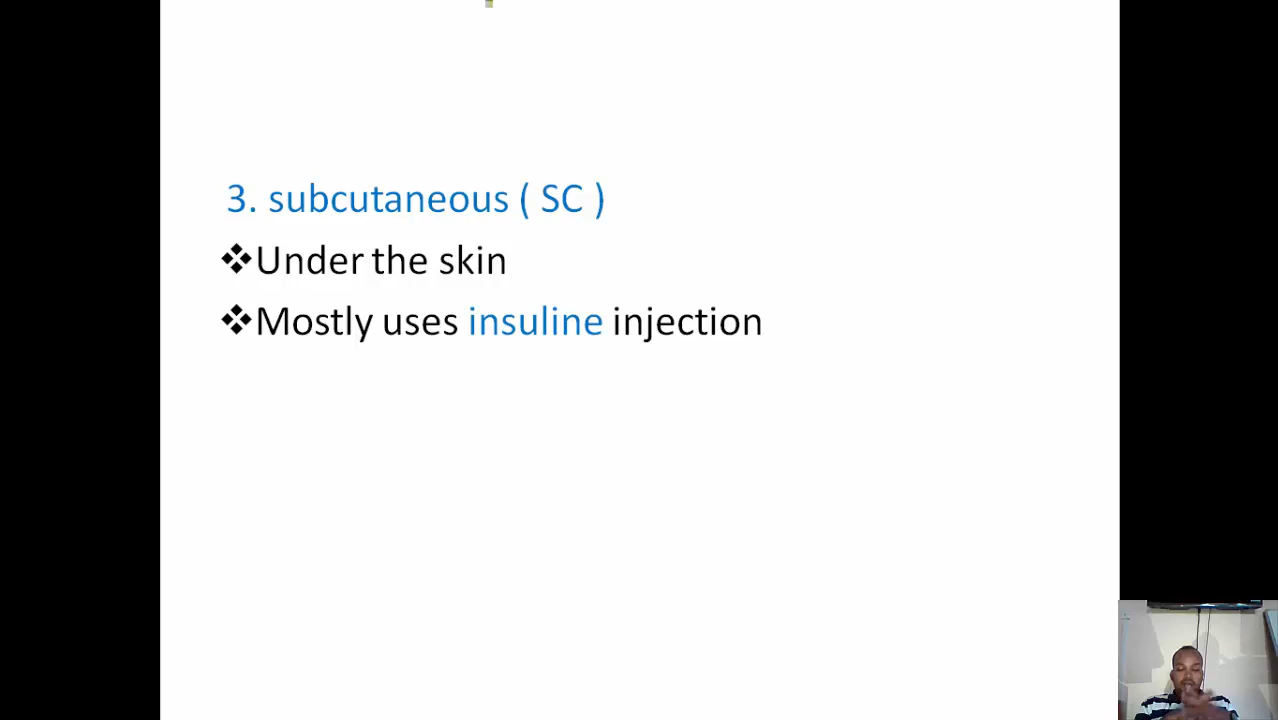 3. subcutaneous ( SC )
❖Under the skin
❖Mostly uses insuline injection